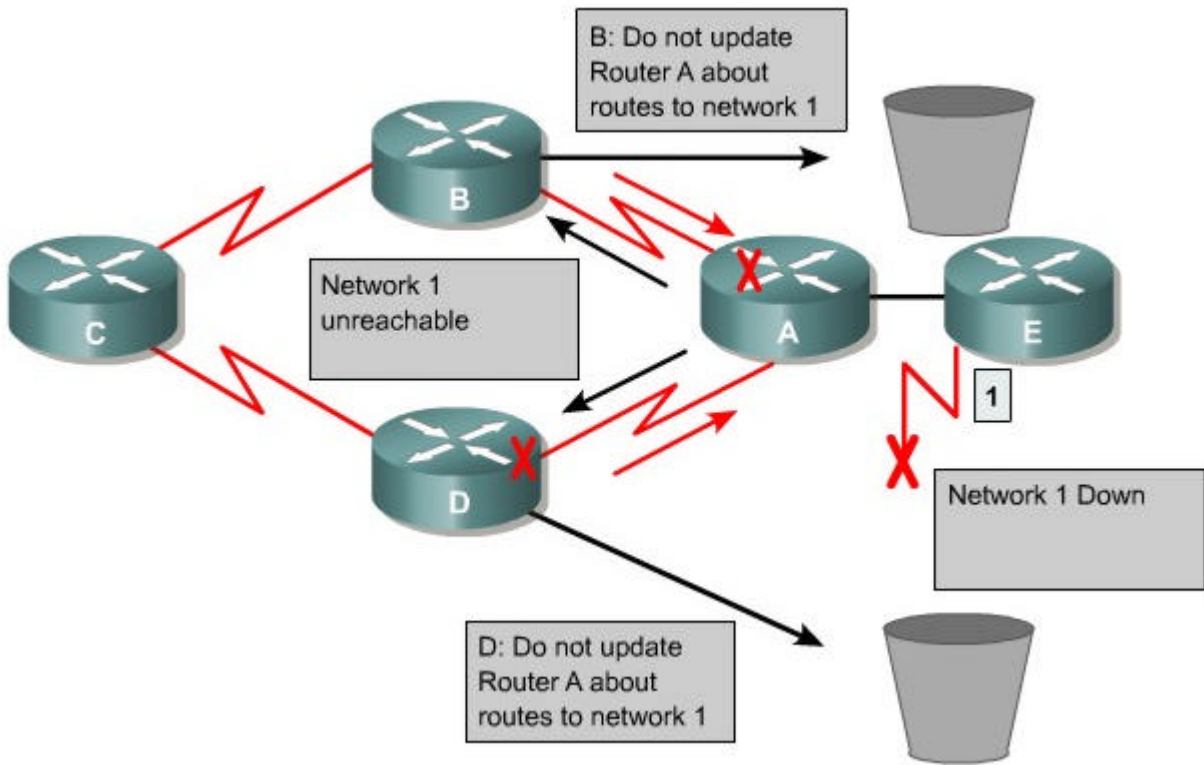 B: Do not update
Router A about
routes to network 1
B
Network 1
unreachable
C
A
E
1
D
Network 1 Down
D: Do not update
Router A about
routes to network 1